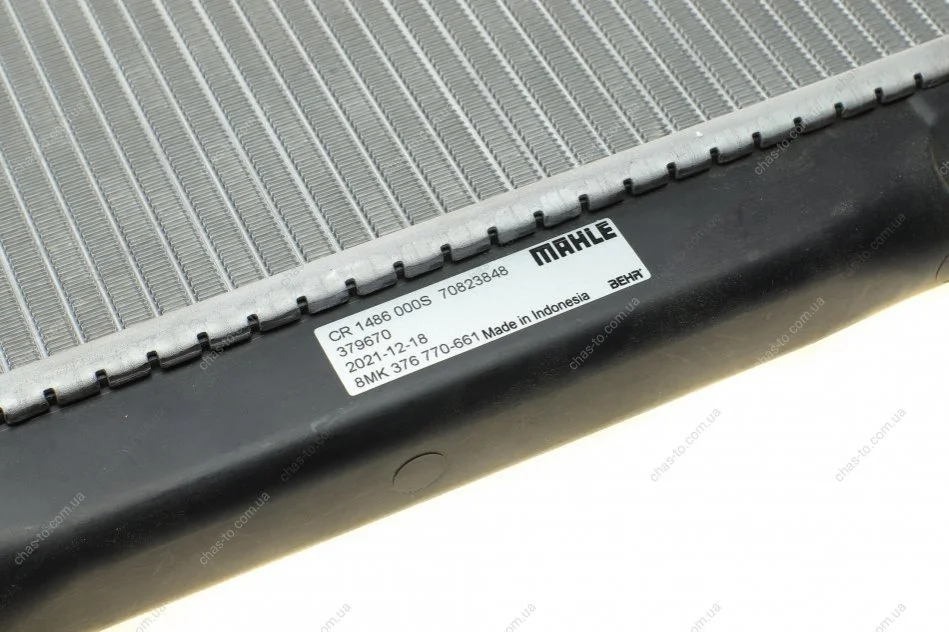 MAHLE
CR 1486 000S 70823848
379670
2021-12-18
8MK 376 770-661 Made in Indonesia
BEHR
chas-to.com.ua